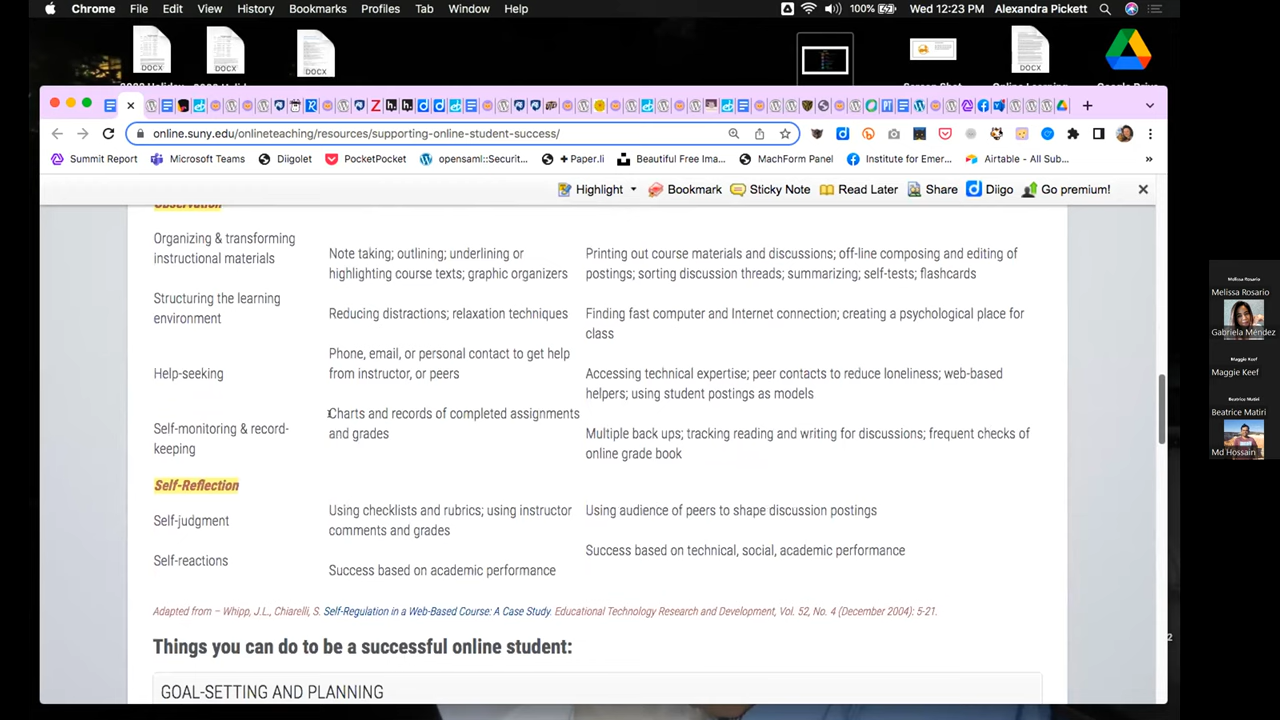 Chrome File Edit View History Bookmarks Profiles Tab Window Help 100% Wed 12:23 PM Alexandra Pickett
DOCX DOCX DOCX
online.suny.edu/onlineteaching/resources/supporting-online-student-success/
Summit Report Microsoft Teams Diigolet PocketPocket opensaml::Securit... + Paper.li Beautiful Free Ima... MachForm Panel Institute for Emer... Airtable - All Sub... »
Highlight Bookmark Sticky Note Read Later Share Diigo Go premium!
Observation
Organizing & transforming
instructional materials
Note taking; outlining; underlining or
highlighting course texts; graphic organizers
Printing out course materials and discussions; off-line composing and editing of
postings; sorting discussion threads; summarizing; self-tests; flashcards
Structuring the learning
environment
Reducing distractions; relaxation techniques
Finding fast computer and Internet connection; creating a psychological place for
class
Help-seeking
Phone, email, or personal contact to get help
from instructor, or peers
Accessing technical expertise; peer contacts to reduce loneliness; web-based
helpers; using student postings as models
Self-monitoring & record-
keeping
Charts and records of completed assignments
and grades
Multiple back ups; tracking reading and writing for discussions; frequent checks of
online grade book
Self-Reflection
Self-judgment
Using checklists and rubrics; using instructor
comments and grades
Using audience of peers to shape discussion postings
Self-reactions
Success based on academic performance
Success based on technical, social, academic performance
Adapted from – Whipp, J.L., Chiarelli, S. Self-Regulation in a Web-Based Course: A Case Study. Educational Technology Research and Development, Vol. 52, No. 4 (December 2004): 5-21.
Things you can do to be a successful online student:
GOAL-SETTING AND PLANNING
Melissa Rosario
Melissa Rosario
Gabriela Méndez
Maggie Keef
Maggie Keef
Beatrice Matiri
Md Hossain
2